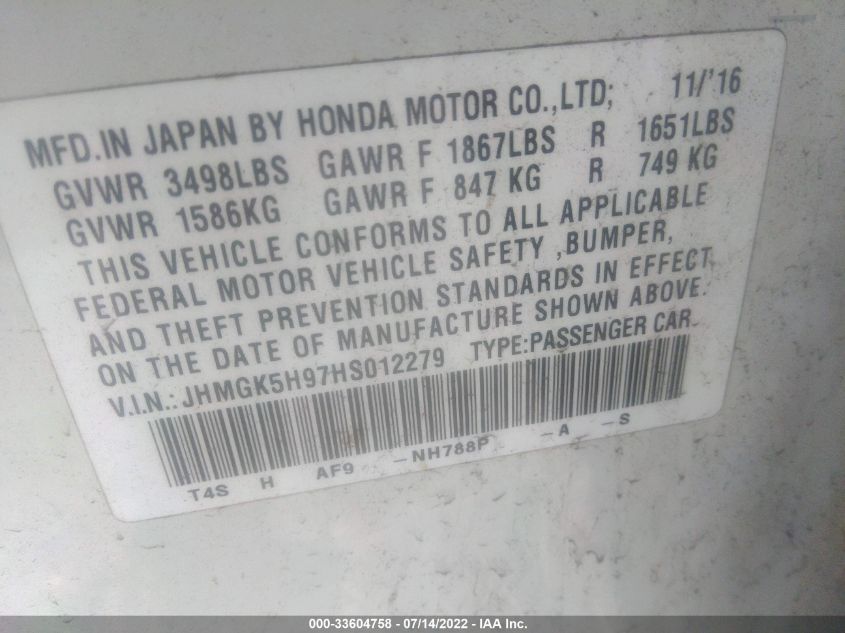 MFD.IN JAPAN BY HONDA MOTOR CO.,LTD; 11/'16
GVWR 3498LBS GAWR F 1867LBS R 1651LBS
GVWR 1586KG GAWR F 847 KG R 749 KG
THIS VEHICLE CONFORMS TO ALL APPLICABLE
FEDERAL MOTOR VEHICLE SAFETY ,BUMPER,
AND THEFT PREVENTION STANDARDS IN EFFECT
ON THE DATE OF MANUFACTURE SHOWN ABOVE.
V.I.N.: JHMGK5H97HS012279 TYPE:PASSENGER CAR
T4S H AF9 -NH788P -A -S
000-33604758 - 07/14/2022 - IAA Inc.